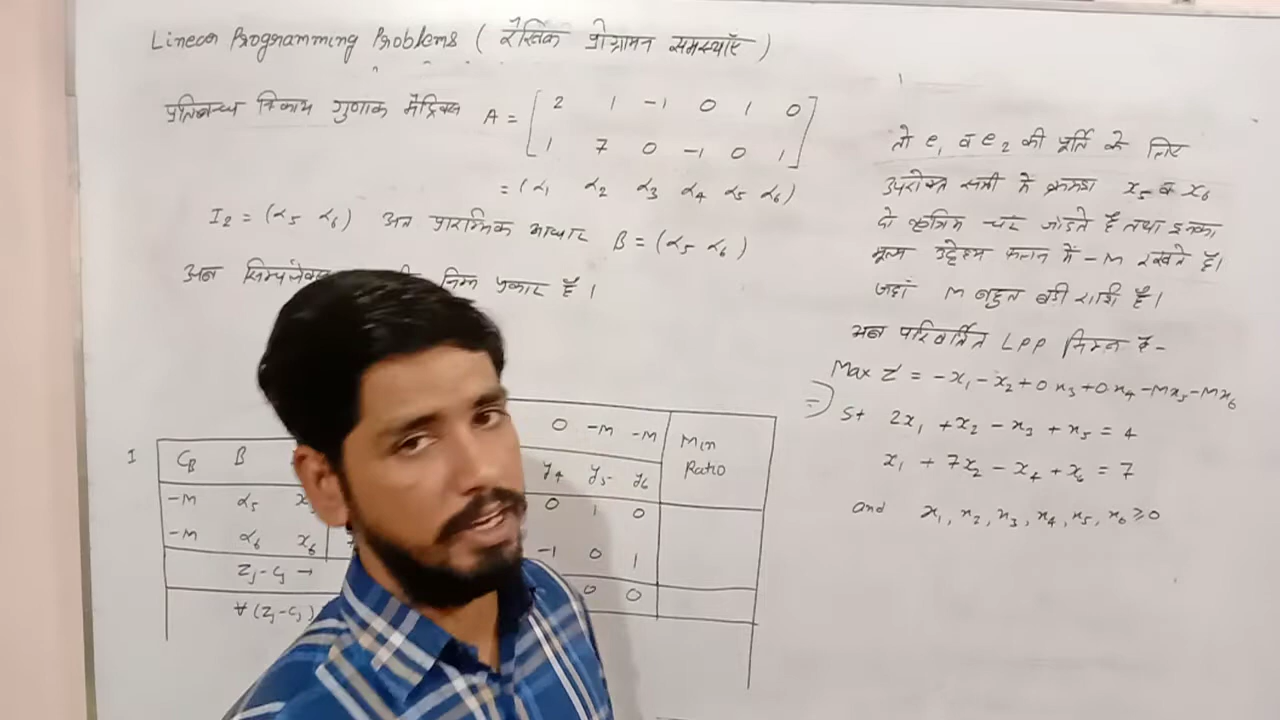 Linear Programming Problems ( रैखिक प्रोग्रामन समस्याएँ )
प्रतिबन्ध निकाय गुणांक मैट्रिक्स A = [ 2 1 -1 0 1 0
1 7 0 -1 0 1 ]
= ( α1 α2 α3 α4 α5 α6 )
I2 = (α5 α6) अतः प्रारम्भिक आधार B = (α5 α6)
अब निम्न प्रकार है ।
तो e1 व e2 की पूर्ति के लिए
उपरोक्त सभी में क्रमशः x5 व x6
दो कृत्रिम चर जोड़ते हैं तथा इनका
मूल्य उद्देश्य फलन में -M रखते हैं।
जहां M बहुत बडी राशि है।
अब परिवर्तित LPP निम्न है-
Max Z' = -x1 - x2 + 0x3 + 0x4 - Mx5 - Mx6
=> St 2x1 + x2 - x3 + x5 = 4
x1 + 7x2 - x4 + x6 = 7
and x1, x2, x3, x4, x5, x6 ≥ 0
0 -M -M Min Ratio
I CB B y4 y5 y6
-M α5 0 1 0
-M α6 x6 -1 0 1
Zj-Cj → 0 0
∀ (Zj-Cj)